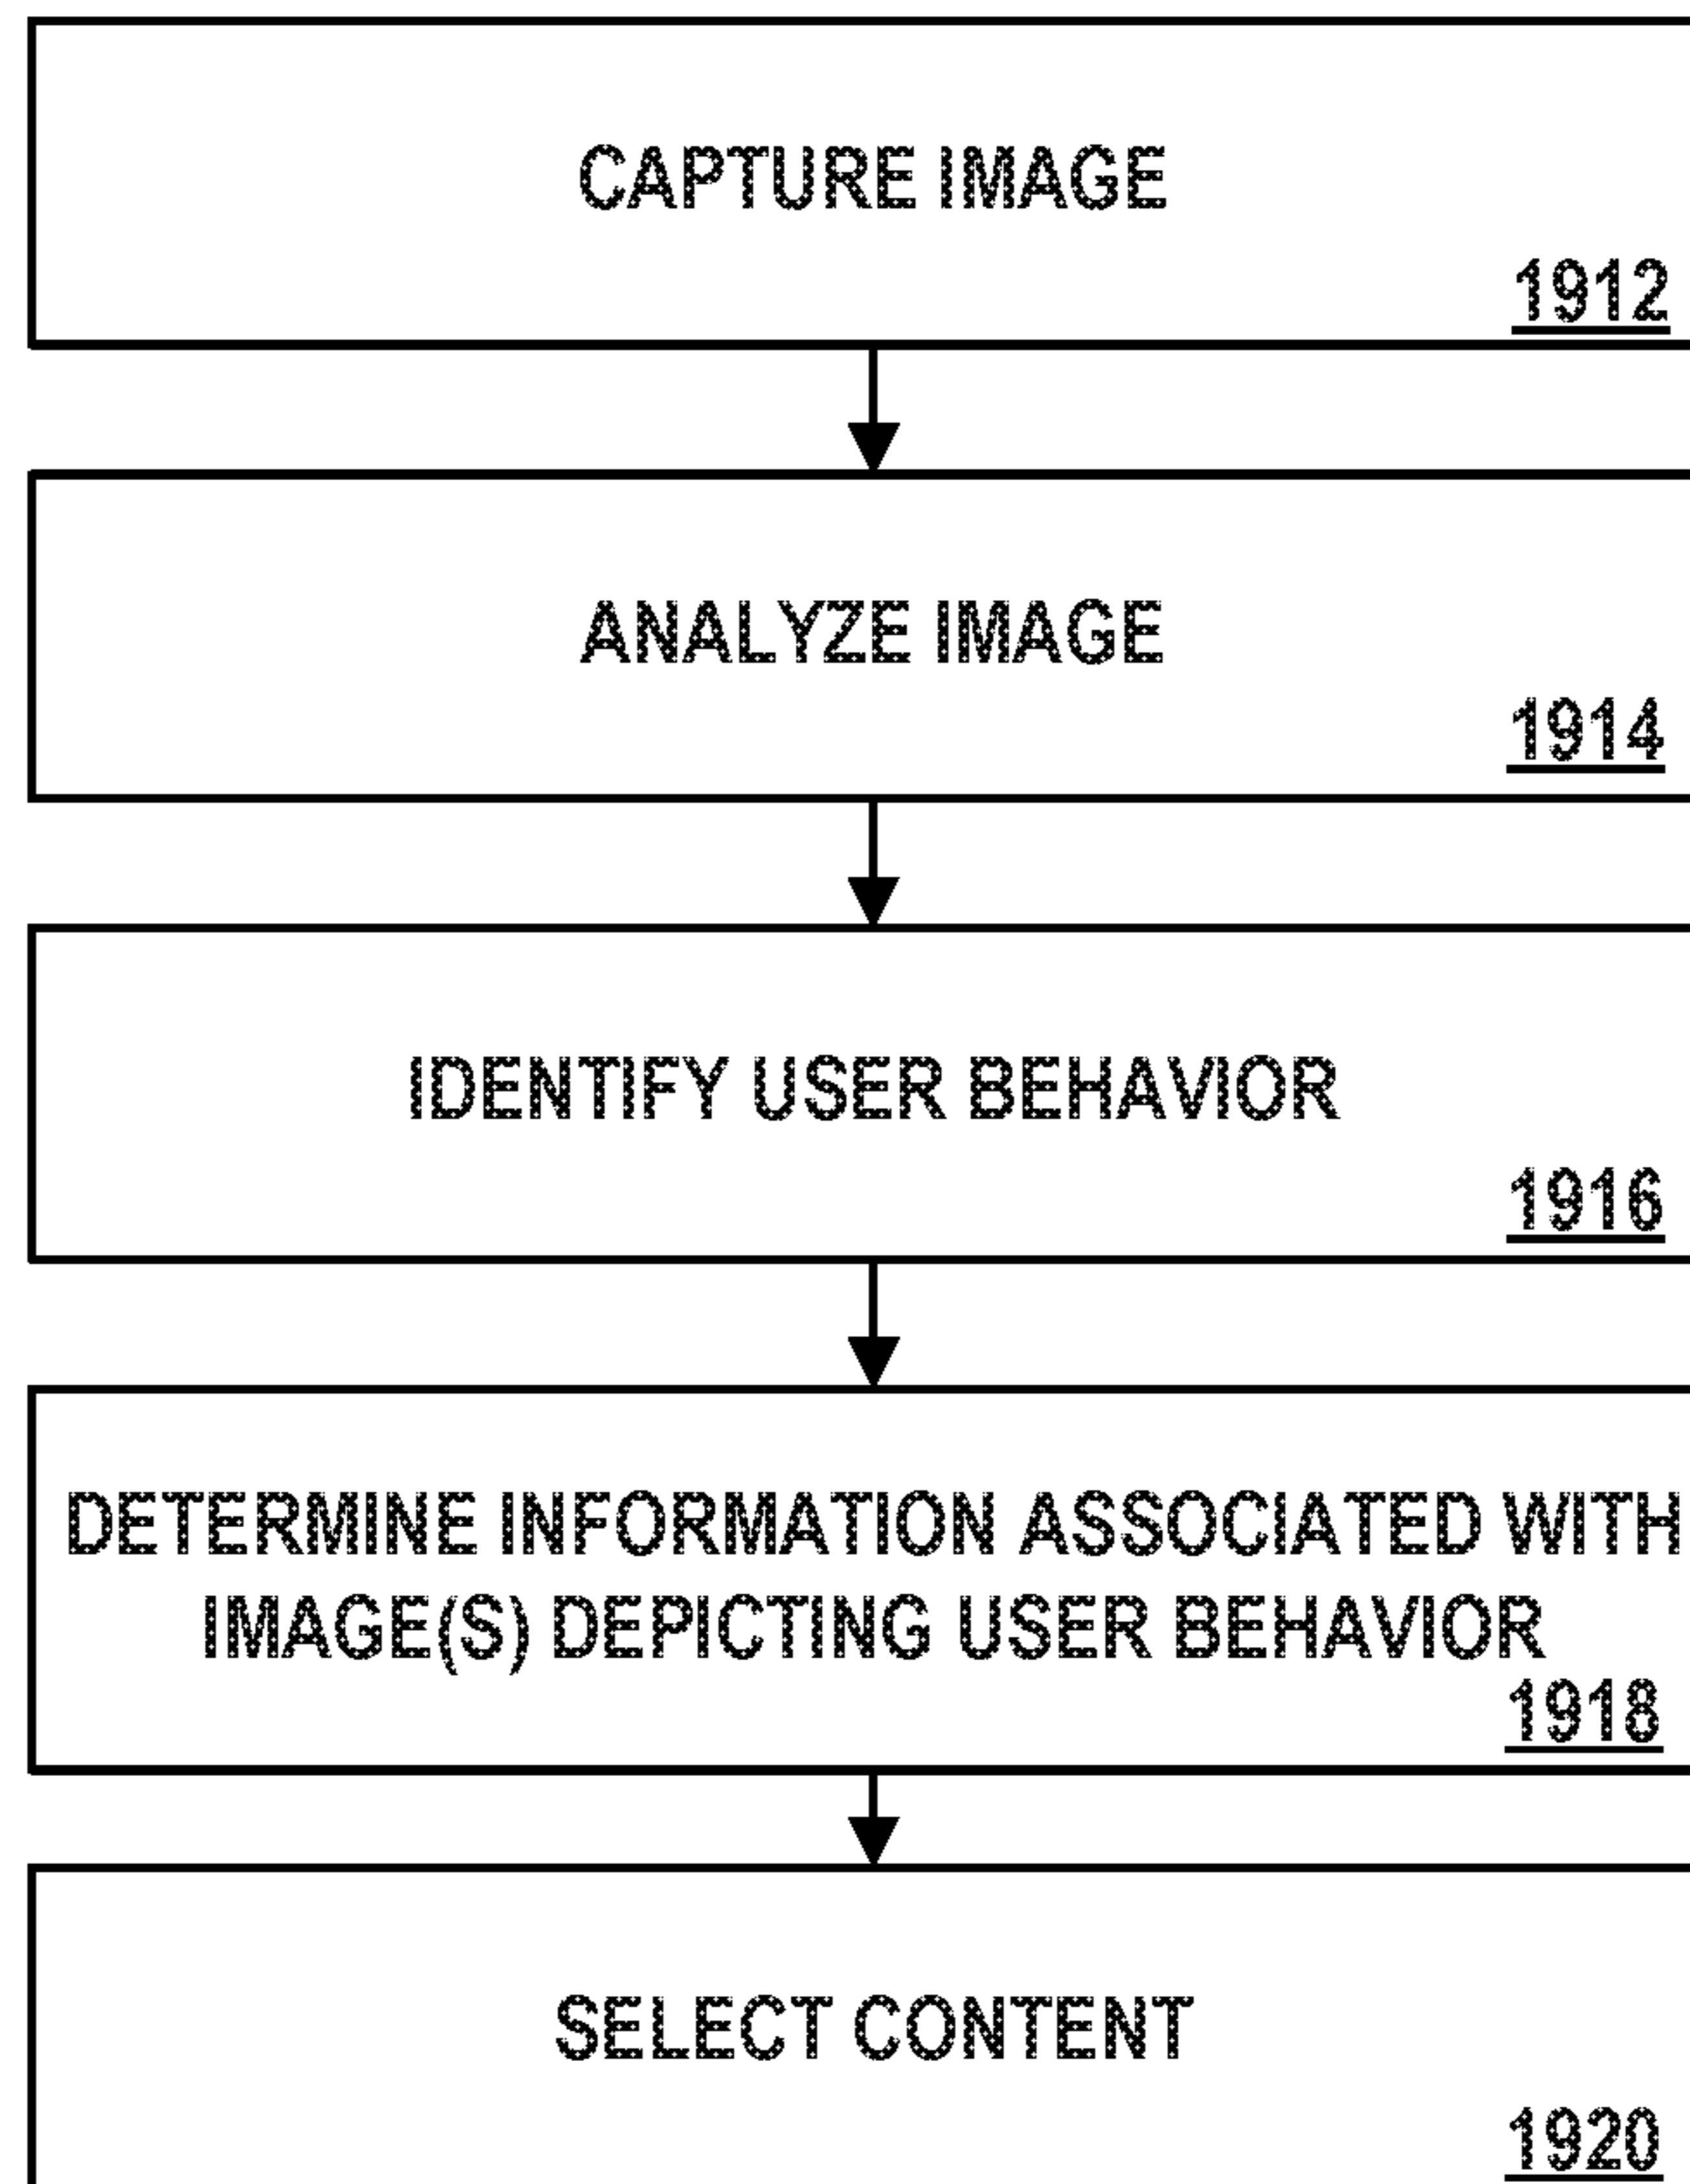 CAPTURE IMAGE
1912
ANALYZE IMAGE
1914
IDENTIFY USER BEHAVIOR
1916
DETERMINE INFORMATION ASSOCIATED WITH
IMAGE(S) DEPICTING USER BEHAVIOR
1918
SELECT CONTENT
1920